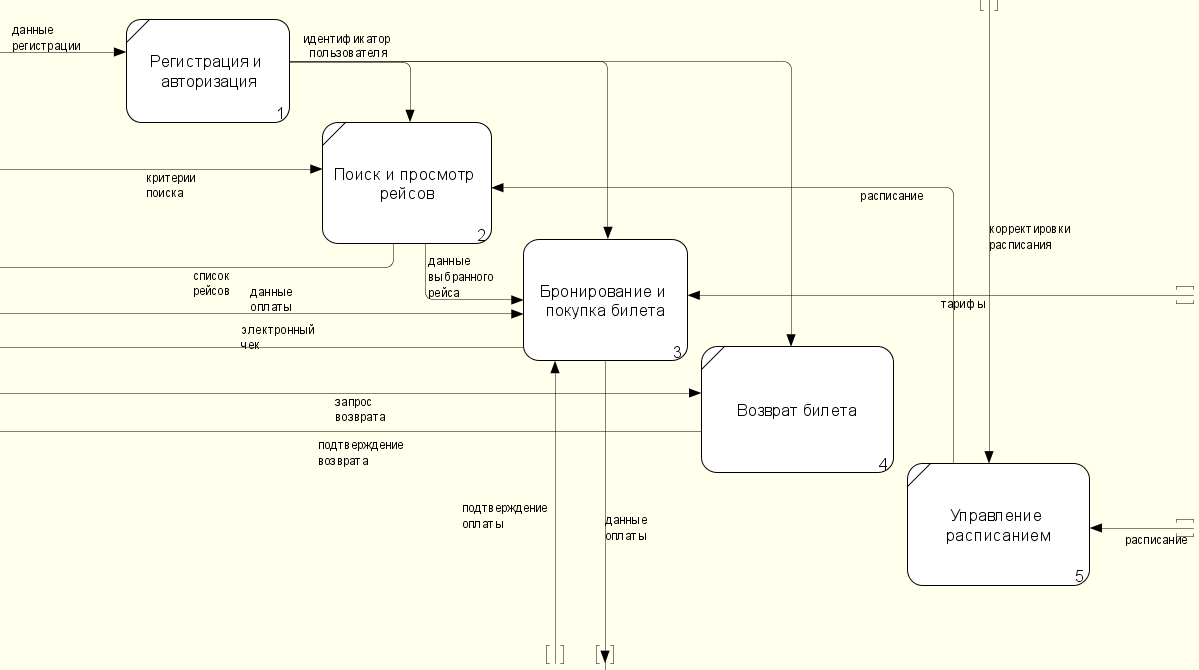 данные
регистрации
Регистрация и
авторизация
1
идентификатор
пользователя
критерии
поиска
Поиск и просмотр
рейсов
2
расписание
корректировки
расписания
список
рейсов
данные
выбранного
рейса
данные
оплаты
электронный
чек
Бронирование и
покупка билета
3
тарифы
запрос
возврата
подтверждение
возврата
Возврат билета
4
подтверждение
оплаты
данные
оплаты
Управление
расписанием
5
расписание